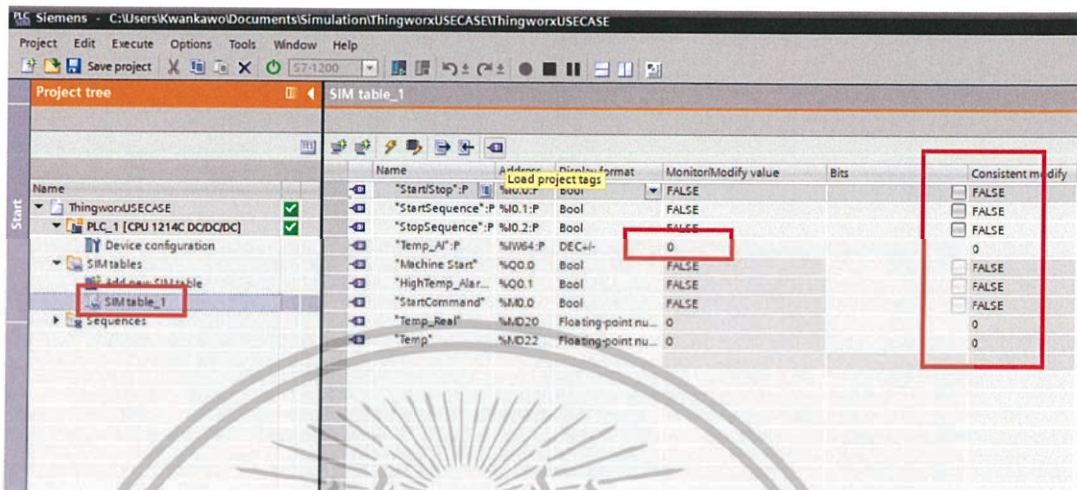 Siemens - C:\Users\Kwankawo\Documents\Simulation\ThingworxUSECASE\ThingworxUSECASE
Project Edit Execute Options Tools Window Help
Save project S7-1200
Project tree SIM table_1
Name Address Display format Monitor/Modify value Bits Consistent modify
Load project tags
Name
Start
ThingworxUSECASE
PLC_1 [CPU 1214C DC/DC/DC]
Device configuration
SIM tables
Add new SIM table
SIM table_1
Sequences
"Start/Stop":P %I0.0:P Bool FALSE FALSE
"StartSequence":P %I0.1:P Bool FALSE FALSE
"StopSequence":P %I0.2:P Bool FALSE FALSE
"Temp_AI":P %IW64:P DEC+/- 0 0
"Machine Start" %Q0.0 Bool FALSE FALSE
"HighTemp_Alar... %Q0.1 Bool FALSE FALSE
"StartCommand" %M0.0 Bool FALSE FALSE
"Temp_Real" %MD20 Floating-point nu... 0 0
"Temp" %MD22 Floating-point nu... 0 0